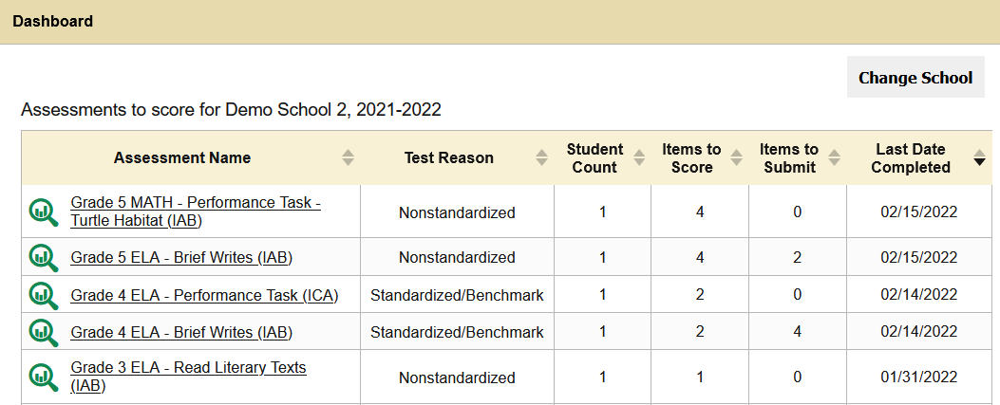 Dashboard
Change School
Assessments to score for Demo School 2, 2021-2022
Assessment Name Test Reason Student Count Items to Score Items to Submit Last Date Completed
Grade 5 MATH - Performance Task -
Turtle Habitat (IAB) Nonstandardized 1 4 0 02/15/2022
Grade 5 ELA - Brief Writes (IAB) Nonstandardized 1 4 2 02/15/2022
Grade 4 ELA - Performance Task (ICA) Standardized/Benchmark 1 2 0 02/14/2022
Grade 4 ELA - Brief Writes (IAB) Standardized/Benchmark 1 2 4 02/14/2022
Grade 3 ELA - Read Literary Texts
(IAB) Nonstandardized 1 1 0 01/31/2022